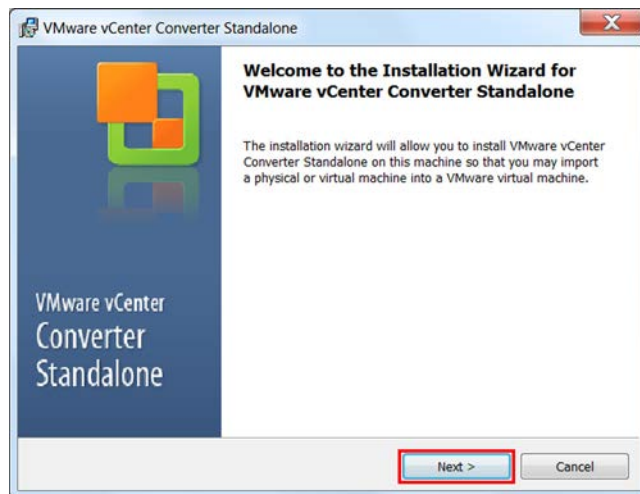 VMware vCenter Converter Standalone
Welcome to the Installation Wizard for
VMware vCenter Converter Standalone
The installation wizard will allow you to install VMware vCenter
Converter Standalone on this machine so that you may import
a physical or virtual machine into a VMware virtual machine.
VMware vCenter
Converter
Standalone
Next >
Cancel